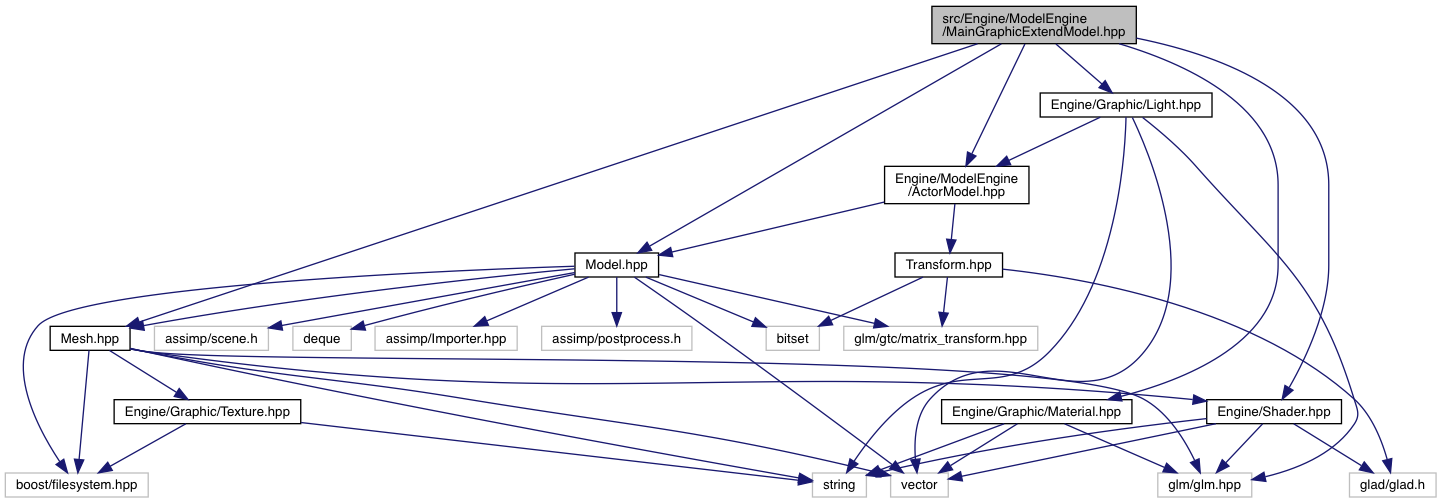 src/Engine/ModelEngine
/MainGraphicExtendModel.hpp
Engine/Graphic/Light.hpp
Engine/ModelEngine
/ActorModel.hpp
Model.hpp
Transform.hpp
Mesh.hpp
assimp/scene.h
deque
assimp/Importer.hpp
assimp/postprocess.h
bitset
glm/gtc/matrix_transform.hpp
Engine/Graphic/Texture.hpp
Engine/Graphic/Material.hpp
Engine/Shader.hpp
boost/filesystem.hpp
string
vector
glm/glm.hpp
glad/glad.h